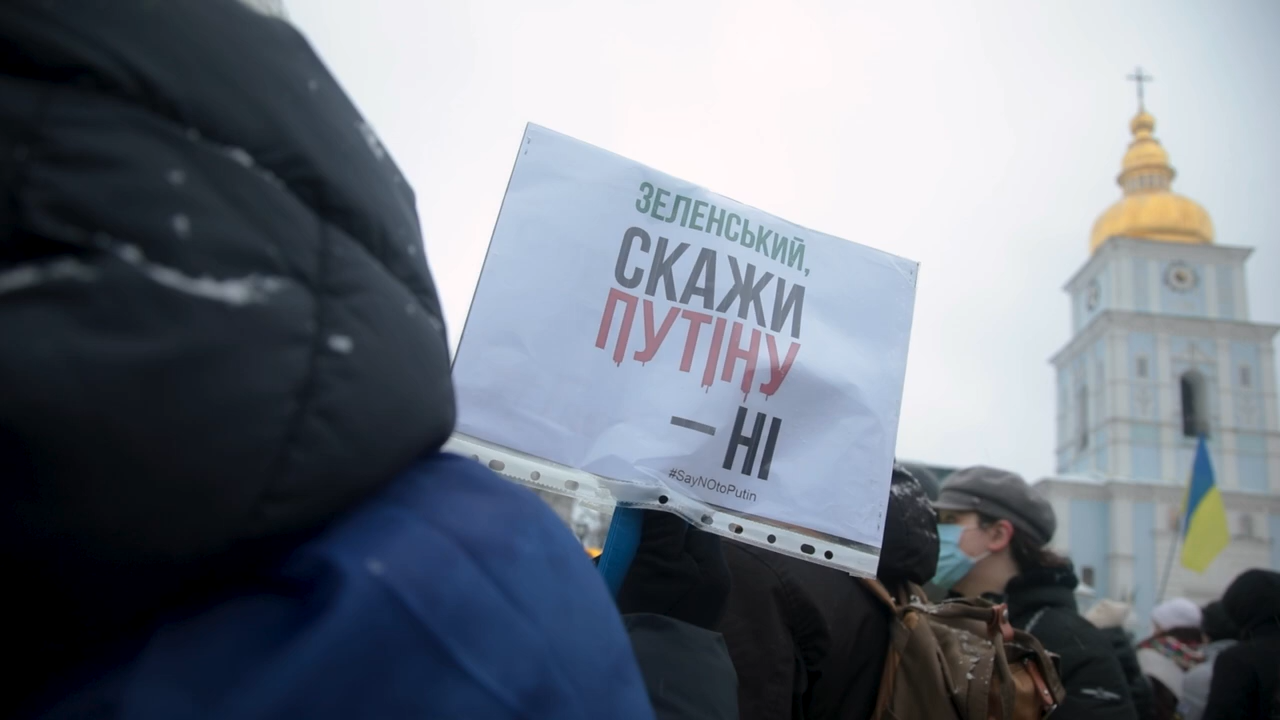 ЗЕЛЕНСЬКИЙ,
СКАЖИ
ПУТІНУ
– НІ
#SayNOtoPutin